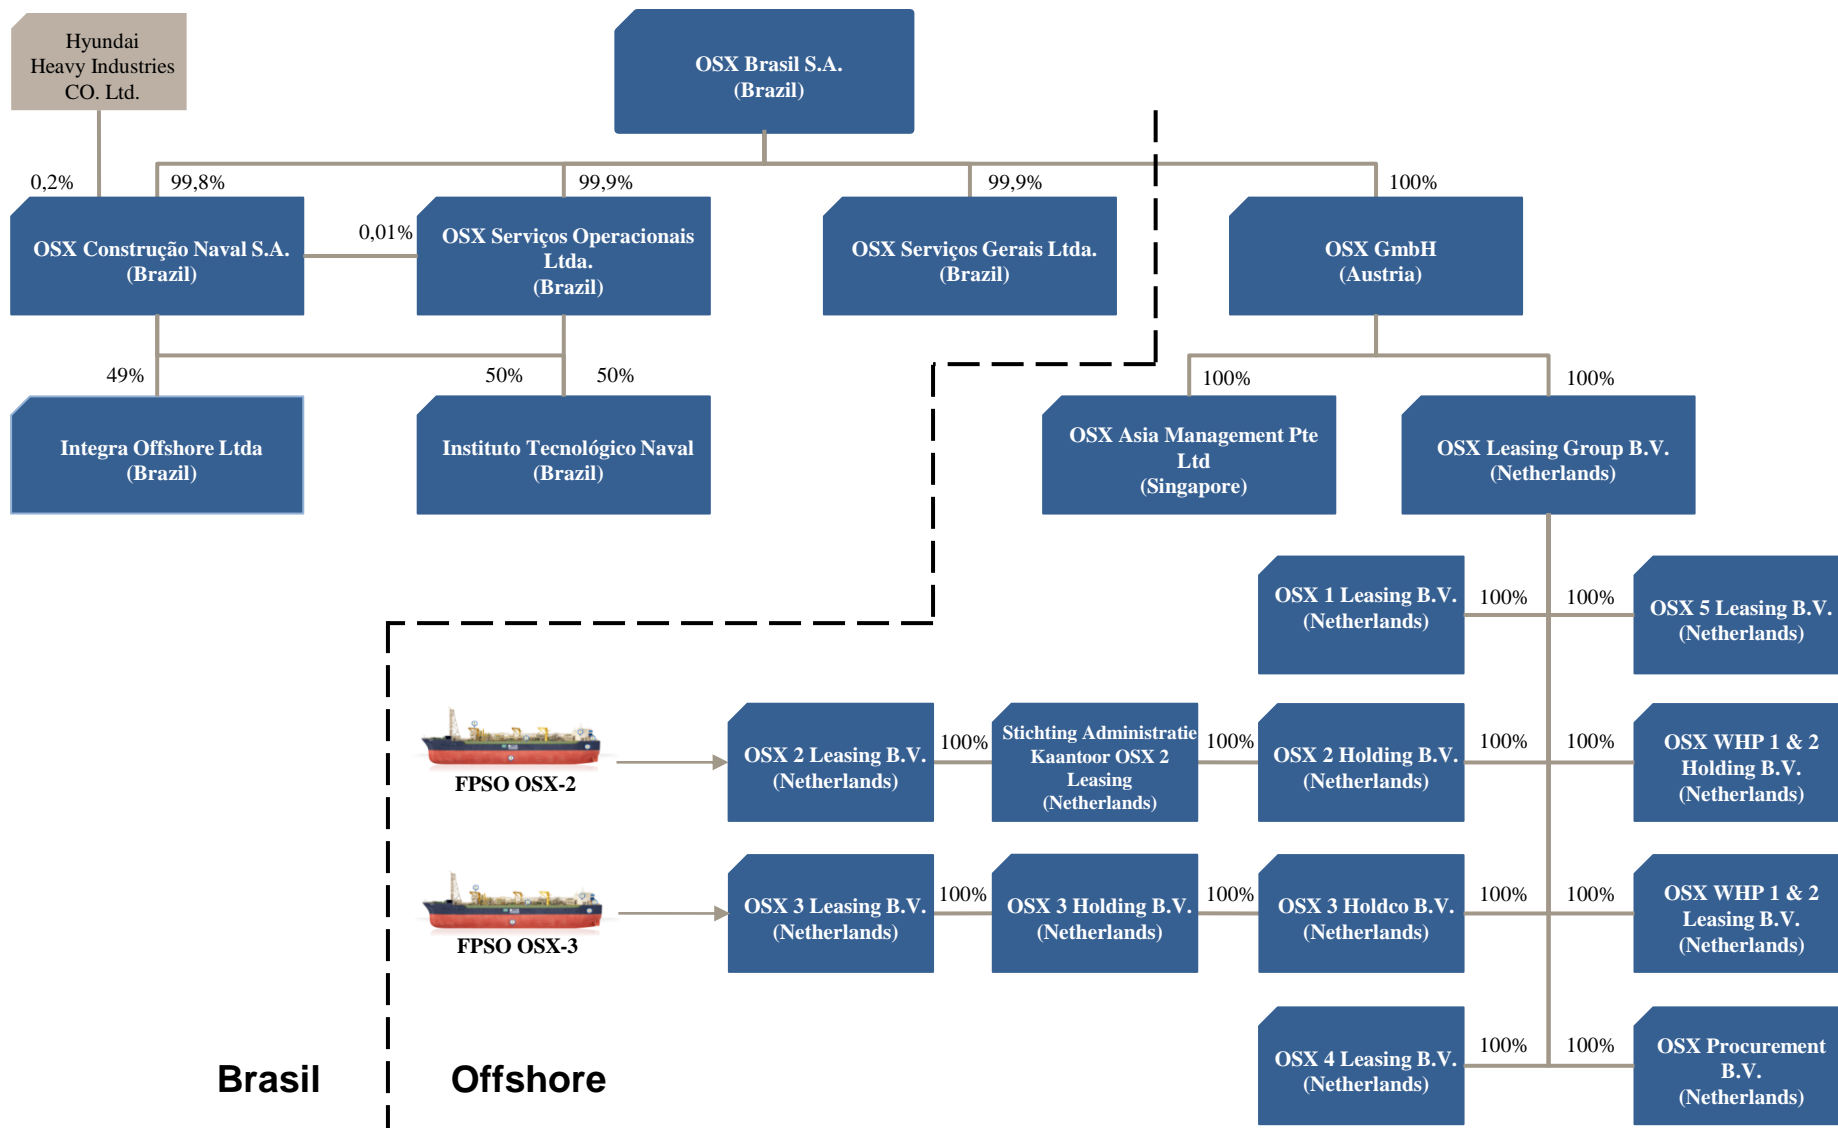 Hyundai
Heavy Industries
CO. Ltd.
OSX Brasil S.A.
(Brazil)
0,2%
99,8%
99,9%
99,9%
100%
OSX Construção Naval S.A.
(Brazil)
0,01%
OSX Serviços Operacionais
Ltda.
(Brazil)
OSX Serviços Gerais Ltda.
(Brazil)
OSX GmbH
(Austria)
49%
50%
50%
100%
100%
Integra Offshore Ltda
(Brazil)
Instituto Tecnológico Naval
(Brazil)
OSX Asia Management Pte
Ltd
(Singapore)
OSX Leasing Group B.V.
(Netherlands)
OSX 1 Leasing B.V.
(Netherlands)
100%
100%
OSX 5 Leasing B.V.
(Netherlands)
FPSO OSX-2
OSX 2 Leasing B.V.
(Netherlands)
100%
Stichting Administratie
Kaantoor OSX 2
Leasing
(Netherlands)
100%
OSX 2 Holding B.V.
(Netherlands)
100%
100%
OSX WHP 1 & 2
Holding B.V.
(Netherlands)
FPSO OSX-3
OSX 3 Leasing B.V.
(Netherlands)
100%
OSX 3 Holding B.V.
(Netherlands)
100%
OSX 3 Holdco B.V.
(Netherlands)
100%
100%
OSX WHP 1 & 2
Leasing B.V.
(Netherlands)
OSX 4 Leasing B.V.
(Netherlands)
100%
100%
OSX Procurement
B.V.
(Netherlands)
Brasil
Offshore